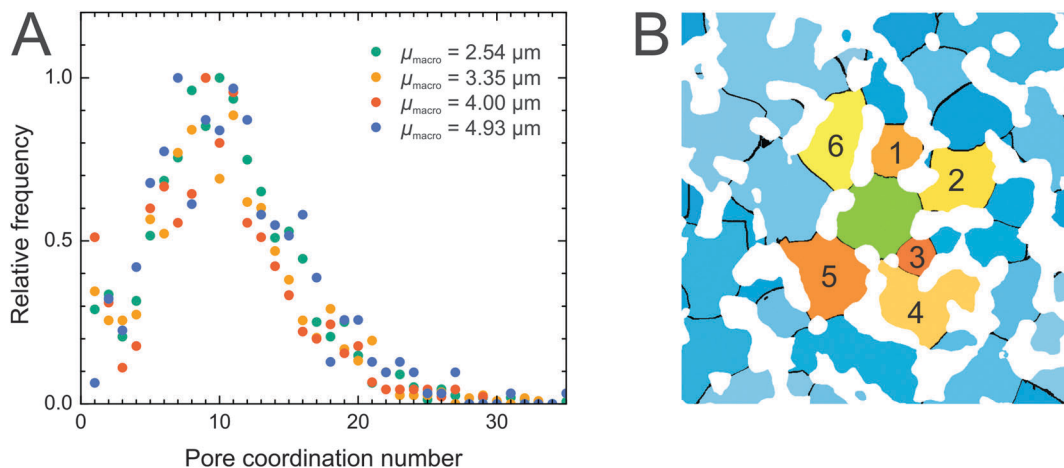 A
μmacro = 2.54 μm
μmacro = 3.35 μm
μmacro = 4.00 μm
μmacro = 4.93 μm
Relative frequency
1.0
0.5
0.0
0 10 20 30
Pore coordination number
B
6
1
2
3
5
4